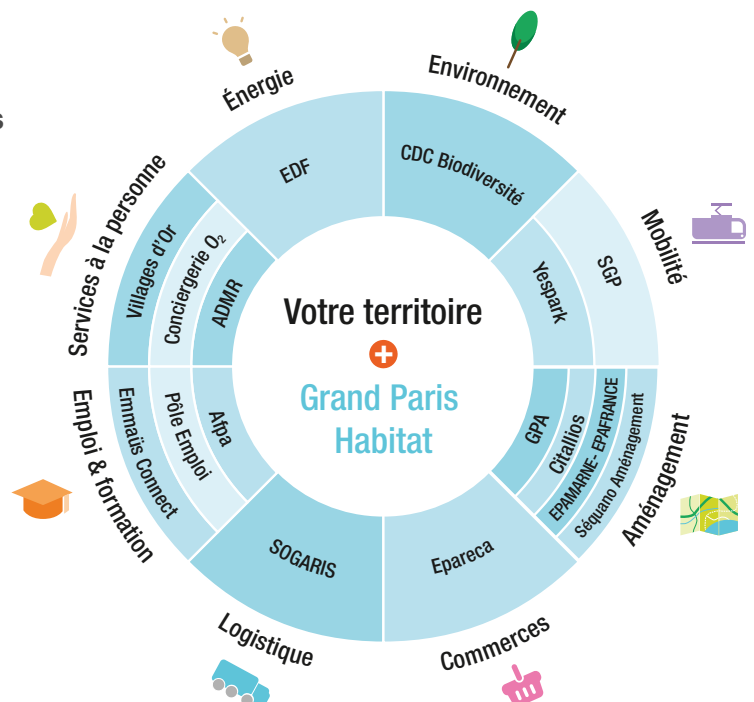 s
Énergie
EDF
Environnement
CDC Biodiversité
Mobilité
Yespark
SGP
Aménagement
GPA
Citallios
EPAMARNE- EPAFRANCE
Séquano Aménagement
Commerces
Epareca
Logistique
SOGARIS
Emploi & formation
Emmaüs Connect
Pôle Emploi
Afpa
Services à la personne
Villages d'Or
Conciergerie O₂
ADMR
Votre territoire
+
Grand Paris
Habitat